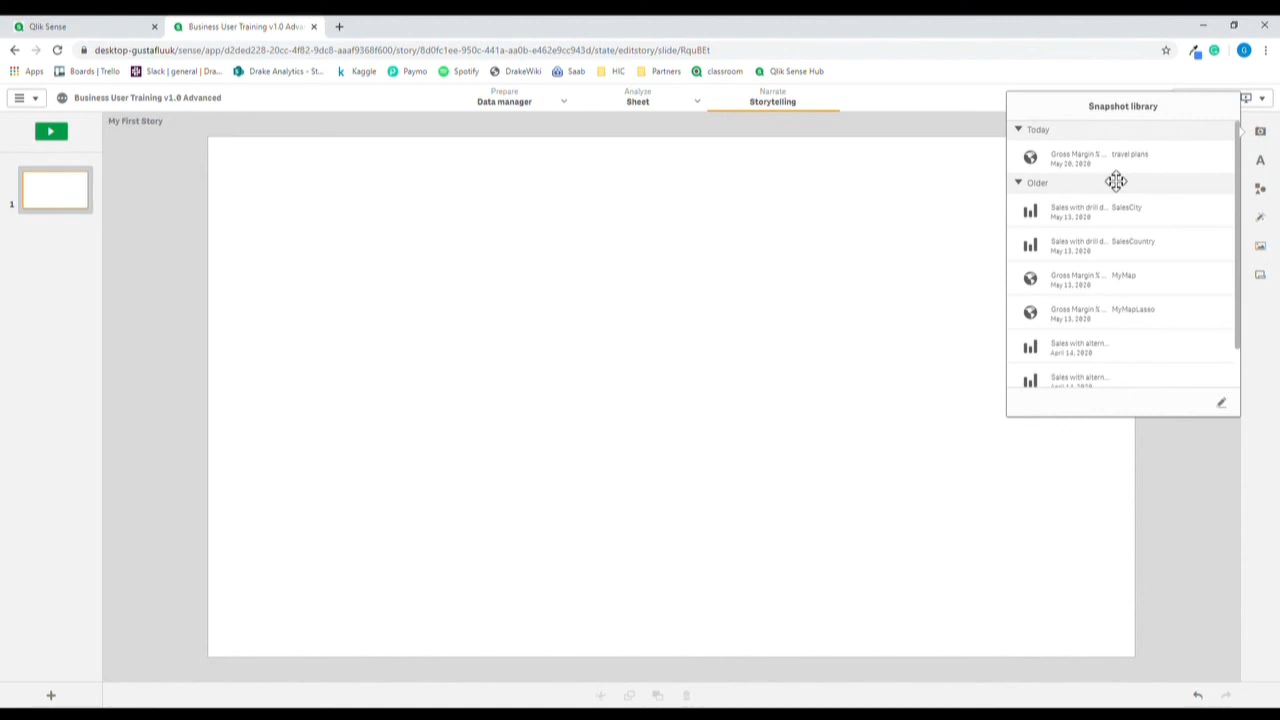 Qlik Sense
Business User Training v1.0 Adva
desktop-gustafluuk/sense/app/d2ded228-20cc-4f82-9dc8-aaaf9368f600/story/8d0fc1ee-950c-441a-aa0b-e462e9cc943d/state/editstory/slide/RquBEt
G
Apps
Boards | Trello
Slack | general | Dra...
Drake Analytics - St...
Kaggle
Paymo
Spotify
DrakeWiki
Saab
HIC
Partners
classroom
Qlik Sense Hub
Business User Training v1.0 Advanced
Prepare
Data manager
Analyze
Sheet
Narrate
Storytelling
My First Story
1
Snapshot library
Today
Gross Margin % ... travel plans
May 20, 2020
Older
Sales with drill d... SalesCity
May 13, 2020
Sales with drill d... SalesCountry
May 13, 2020
Gross Margin % ... MyMap
May 13, 2020
Gross Margin % ... MyMapLasso
May 13, 2020
Sales with altern...
April 14, 2020
Sales with altern...
April 14, 2020
A